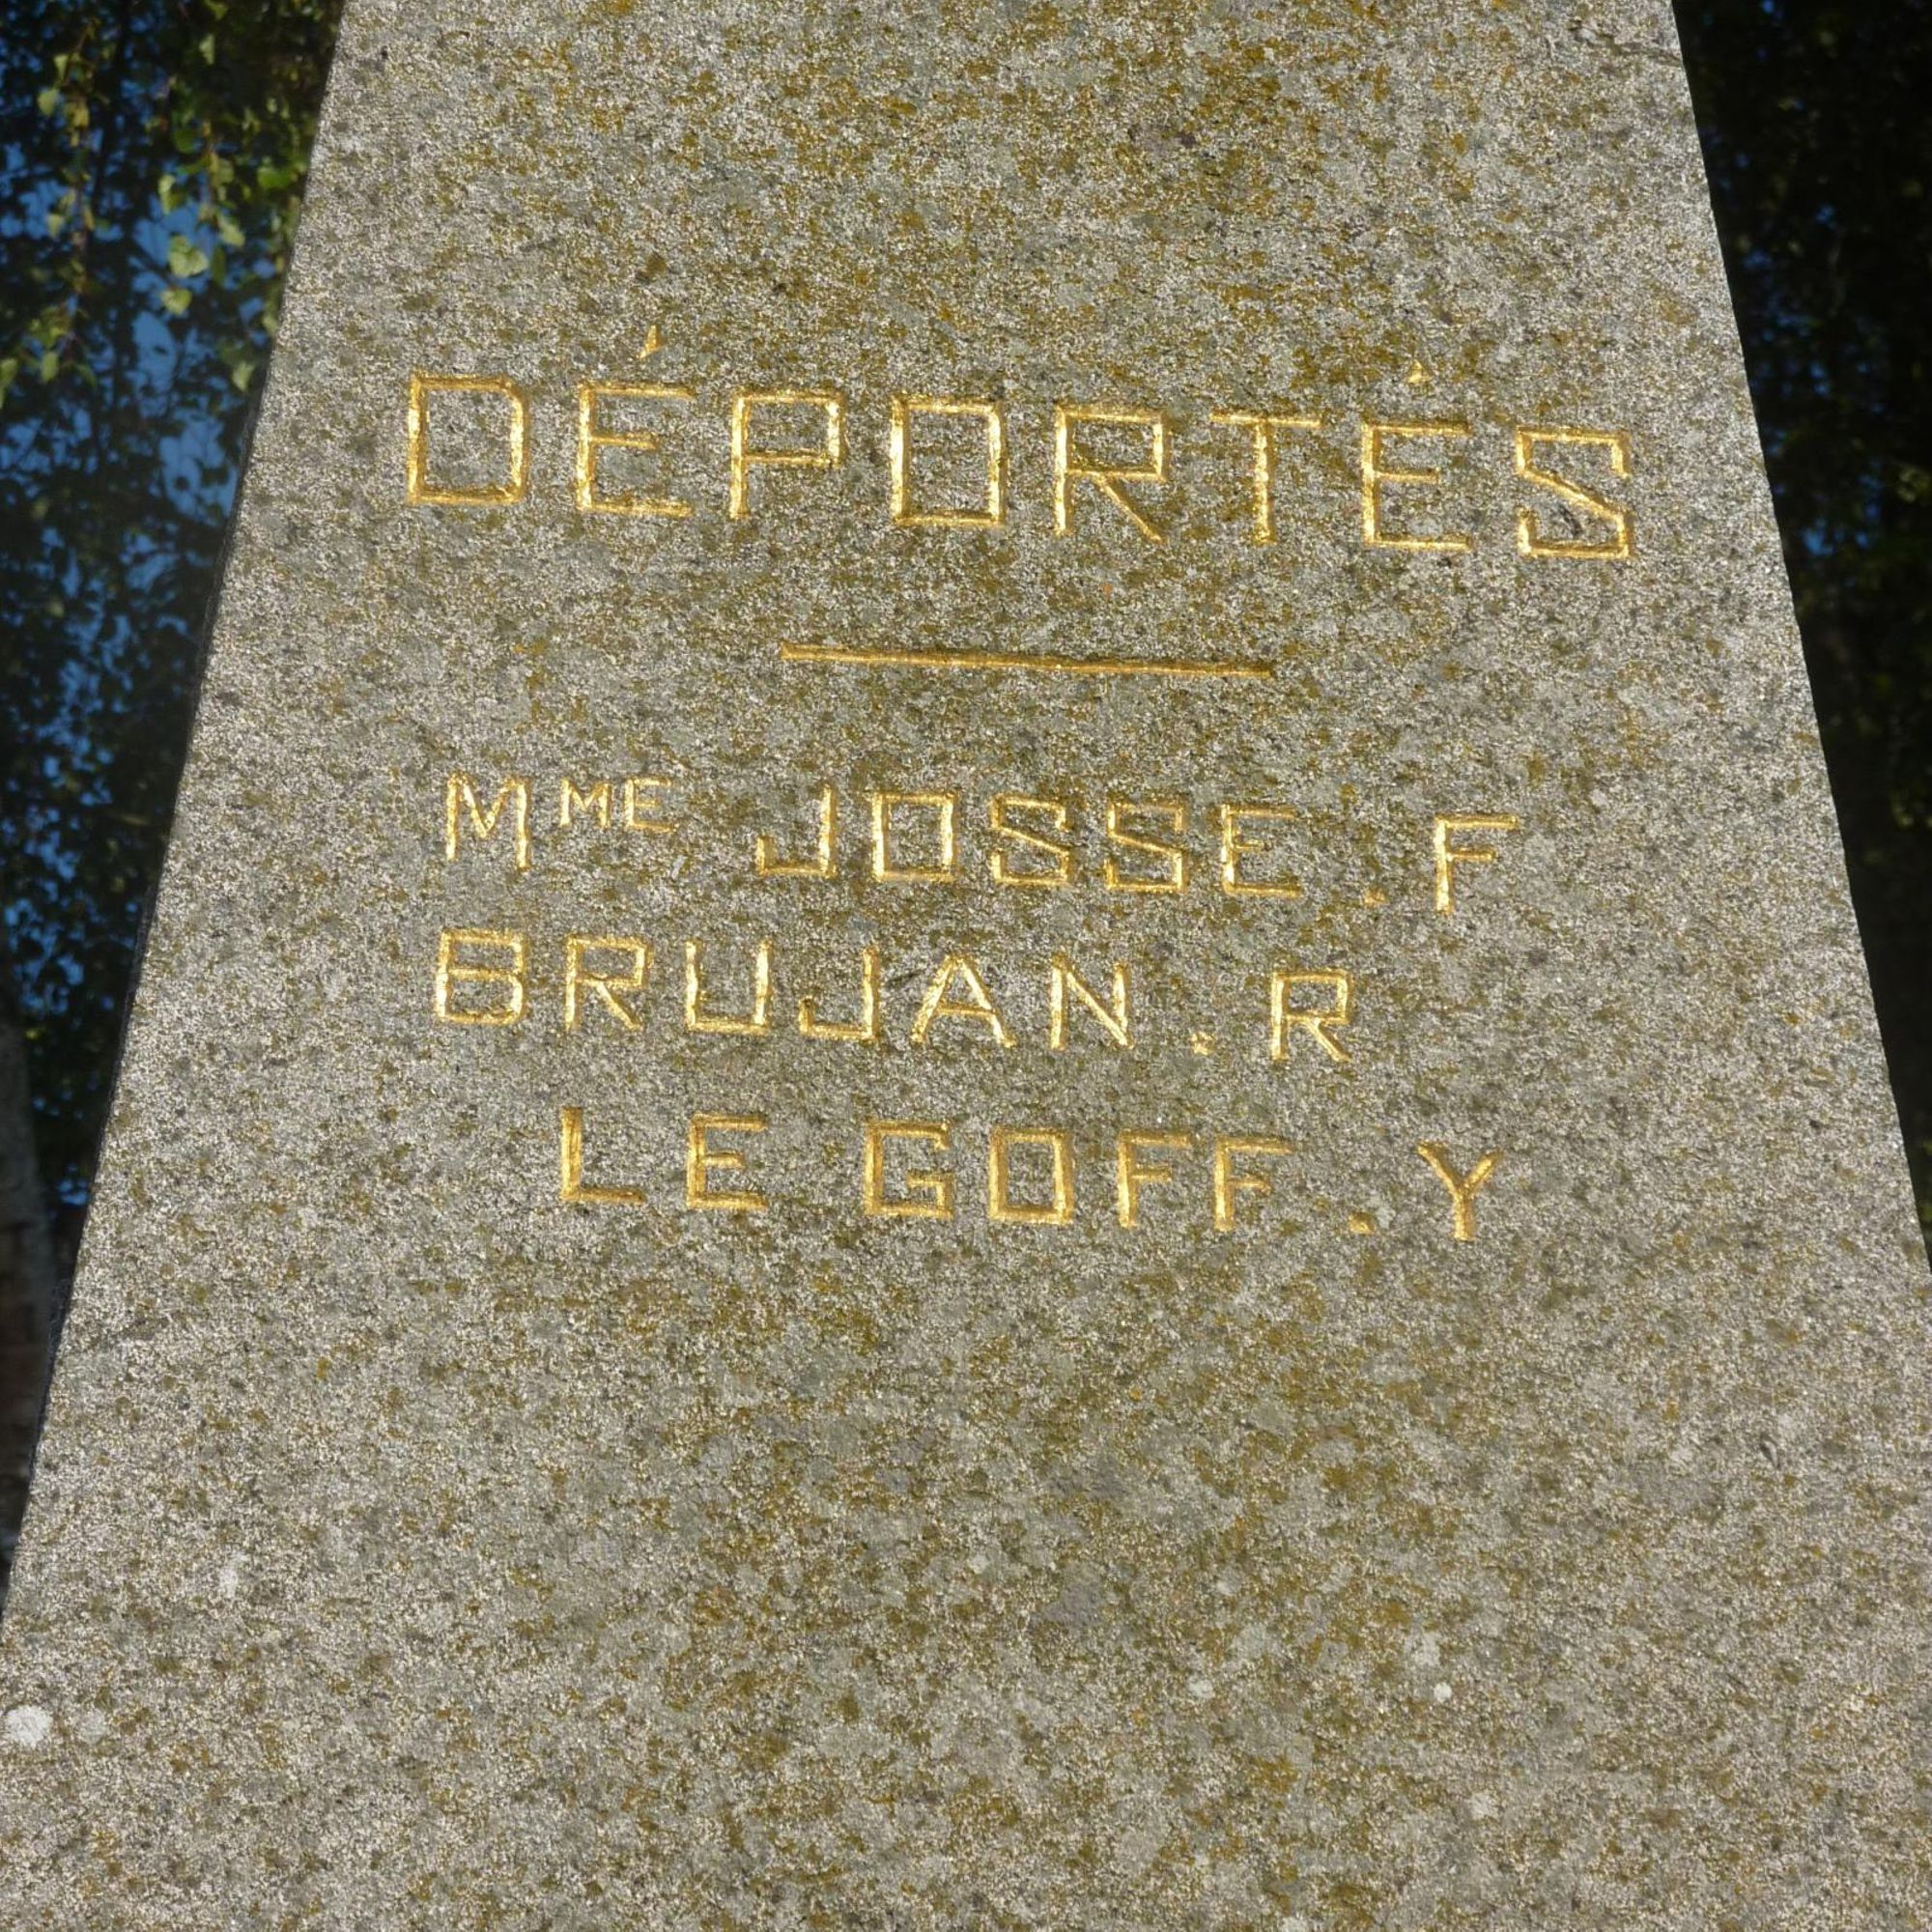 DÉPORTÉS
MME JOSSE . F
BRUJAN . R
LE GOFF . Y